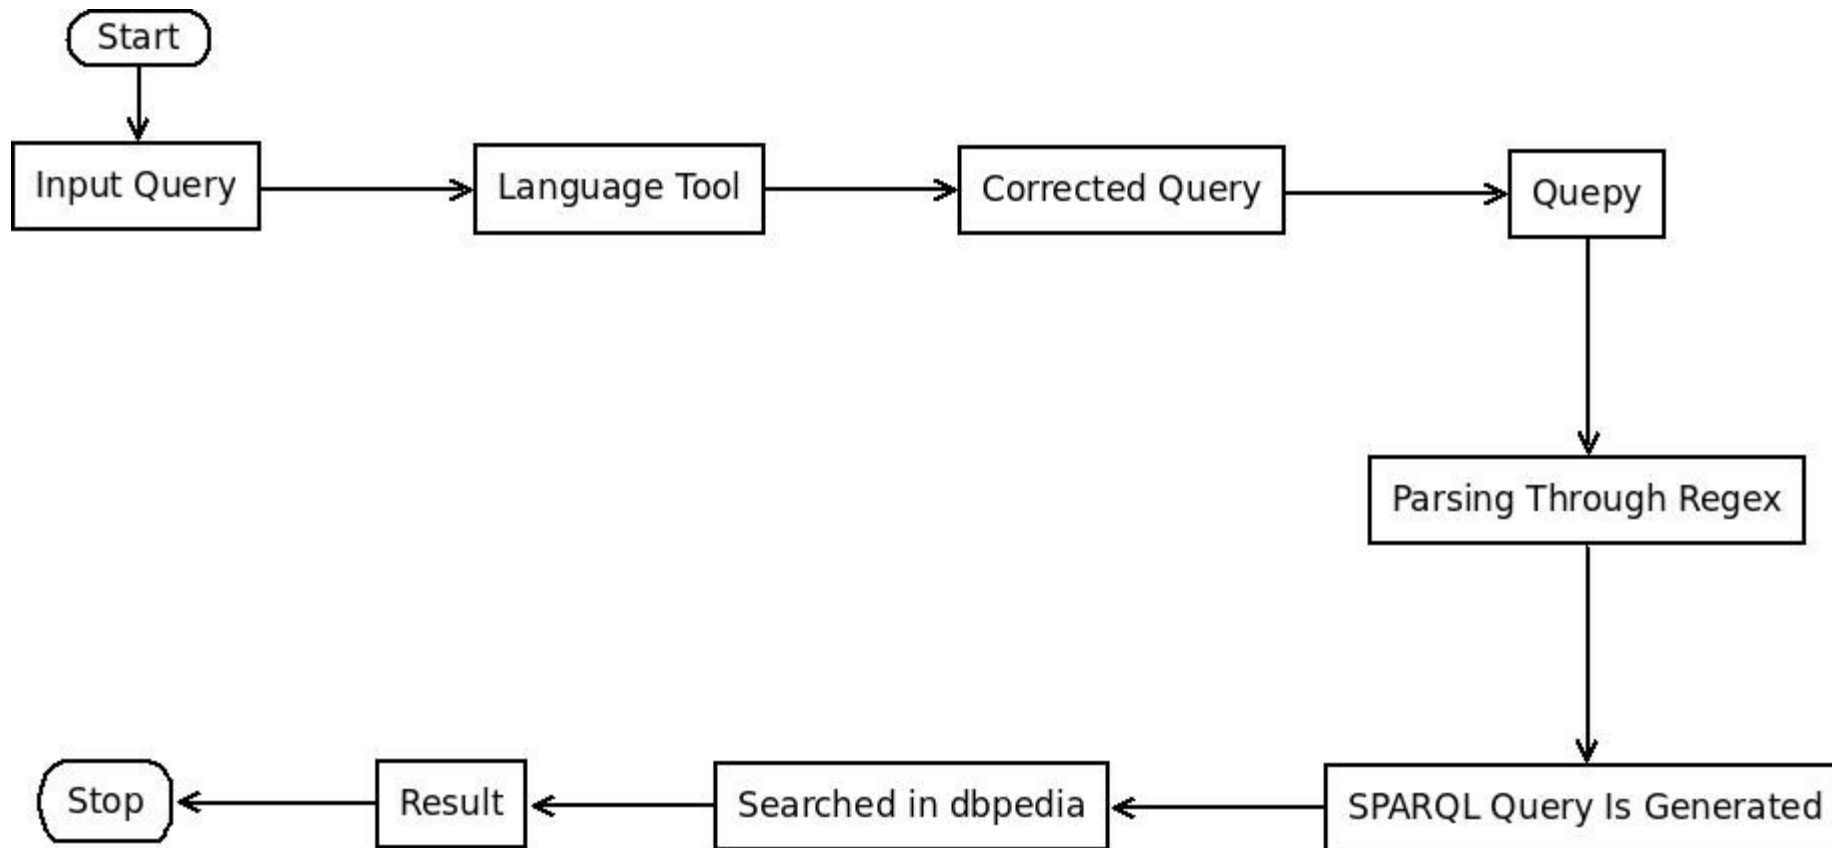 Start
Input Query
Language Tool
Corrected Query
Quepy
Parsing Through Regex
SPARQL Query Is Generated
Searched in dbpedia
Result
Stop